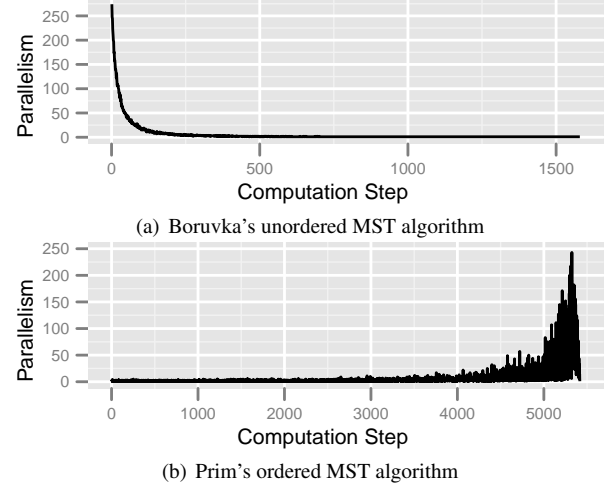 250
200
150
100
50
0
Parallelism
0 500 1000 1500
Computation Step
(a) Boruvka's unordered MST algorithm
250
200
150
100
50
0
Parallelism
0 1000 2000 3000 4000 5000
Computation Step
(b) Prim's ordered MST algorithm